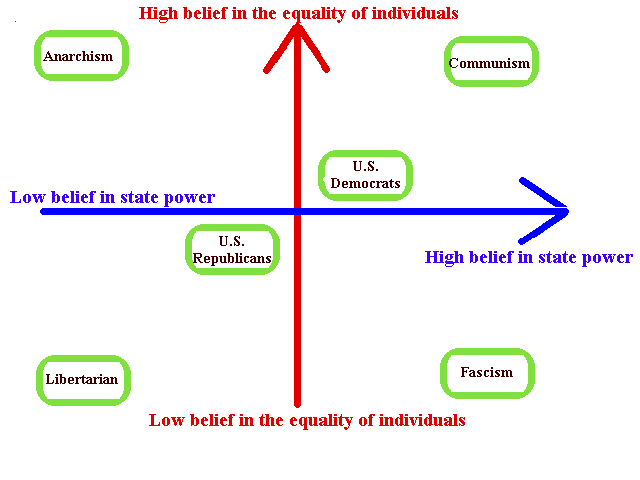 High belief in the equality of individuals
Anarchism
Communism
U.S.
Democrats
Low belief in state power
U.S.
Republicans
High belief in state power
Libertarian
Fascism
Low belief in the equality of individuals